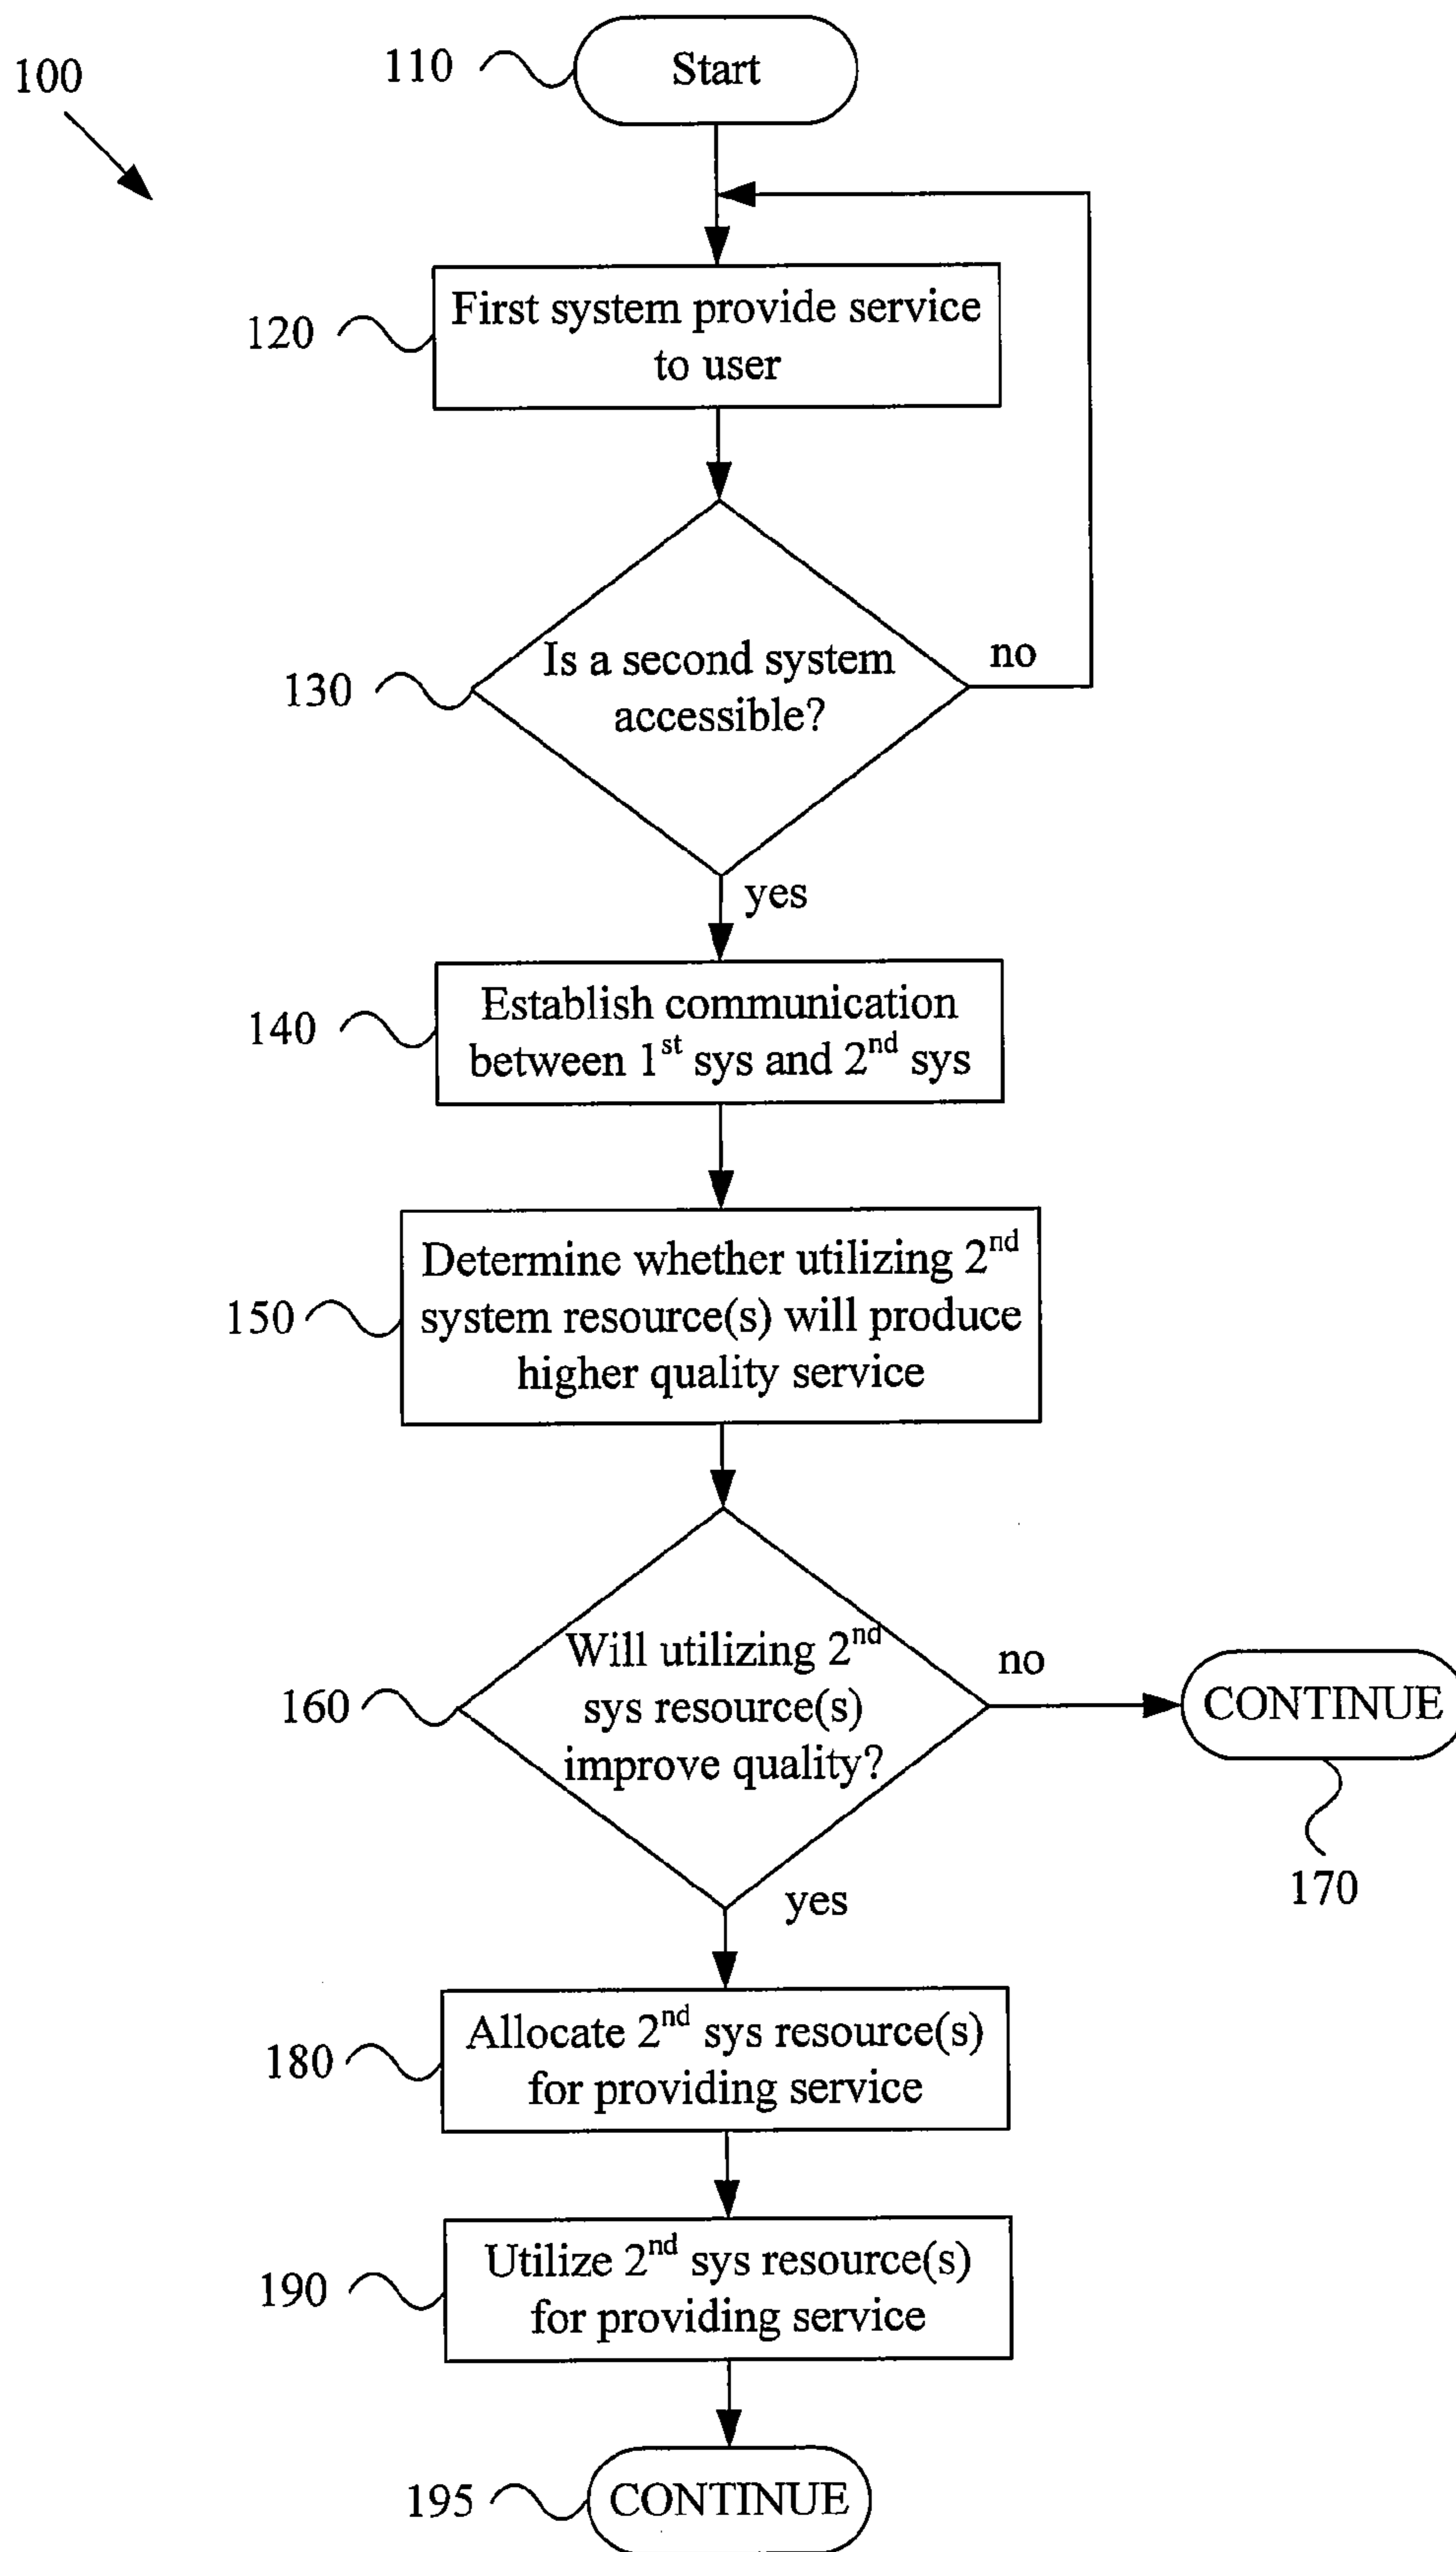 100
110
Start
120
First system provide service
to user
130
Is a second system
accessible?
no
yes
140
Establish communication
between 1st sys and 2nd sys
150
Determine whether utilizing 2nd
system resource(s) will produce
higher quality service
160
Will utilizing 2nd
sys resource(s)
improve quality?
no
CONTINUE
170
yes
180
Allocate 2nd sys resource(s)
for providing service
190
Utilize 2nd sys resource(s)
for providing service
195
CONTINUE